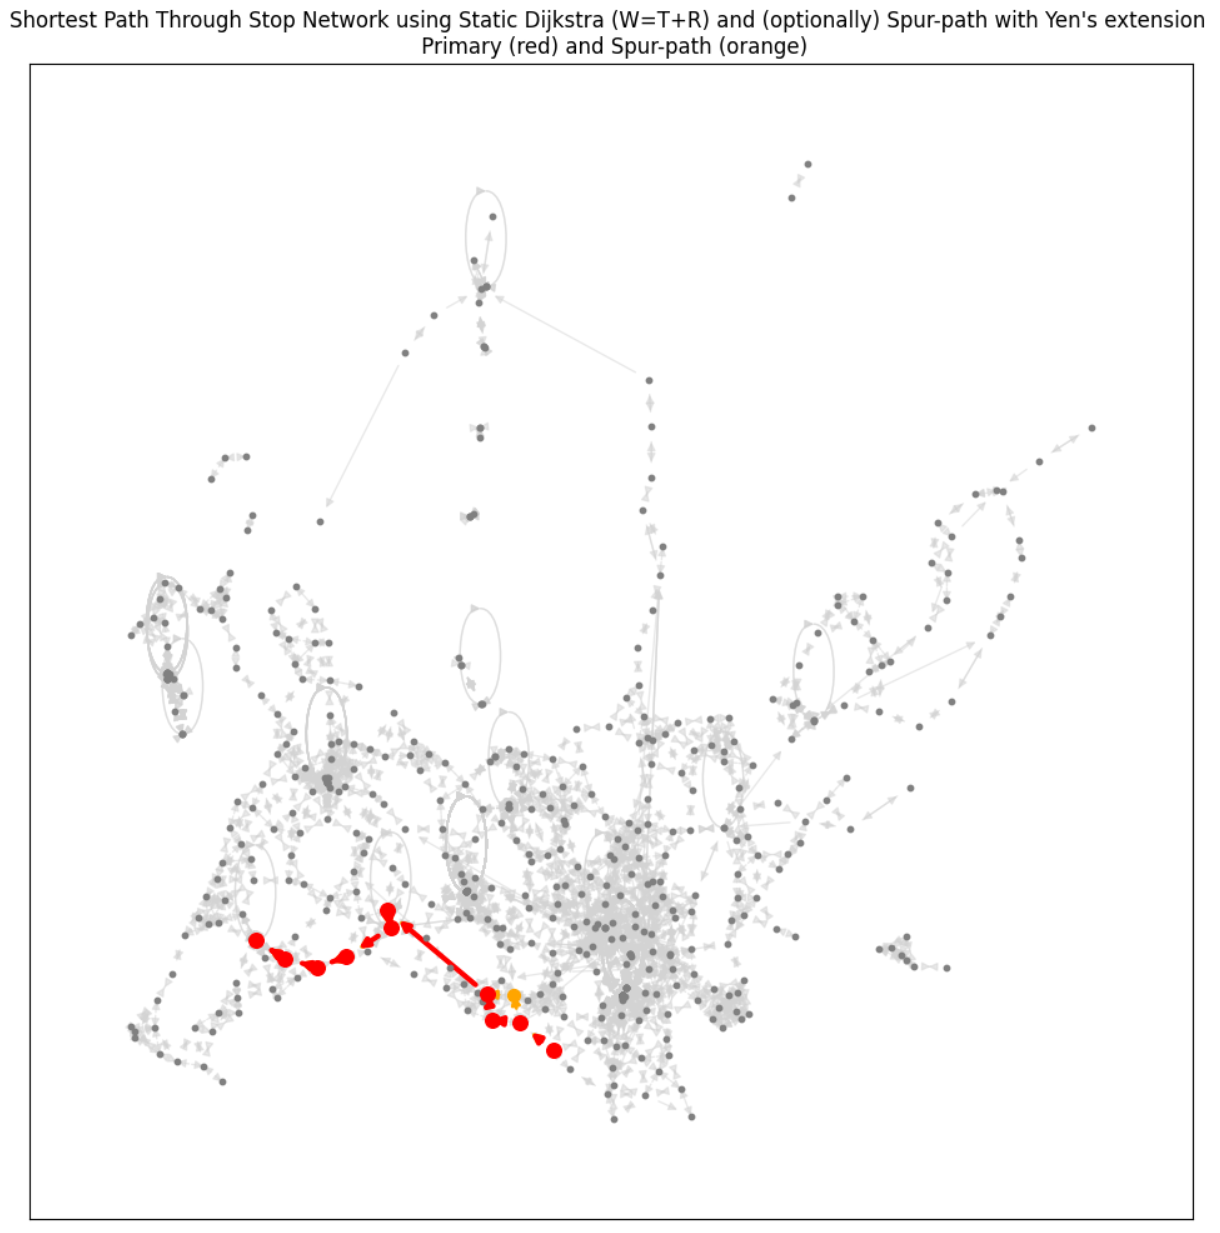 Shortest Path Through Stop Network using Static Dijkstra (W=T+R) and (optionally) Spur-path with Yen's extension
Primary (red) and Spur-path (orange)